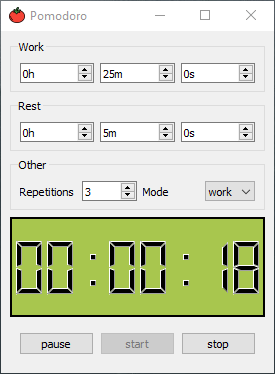 Pomodoro
Work
0h 25m 0s
Rest
0h 5m 0s
Other
Repetitions 3 Mode work
00:00:18
pause start stop